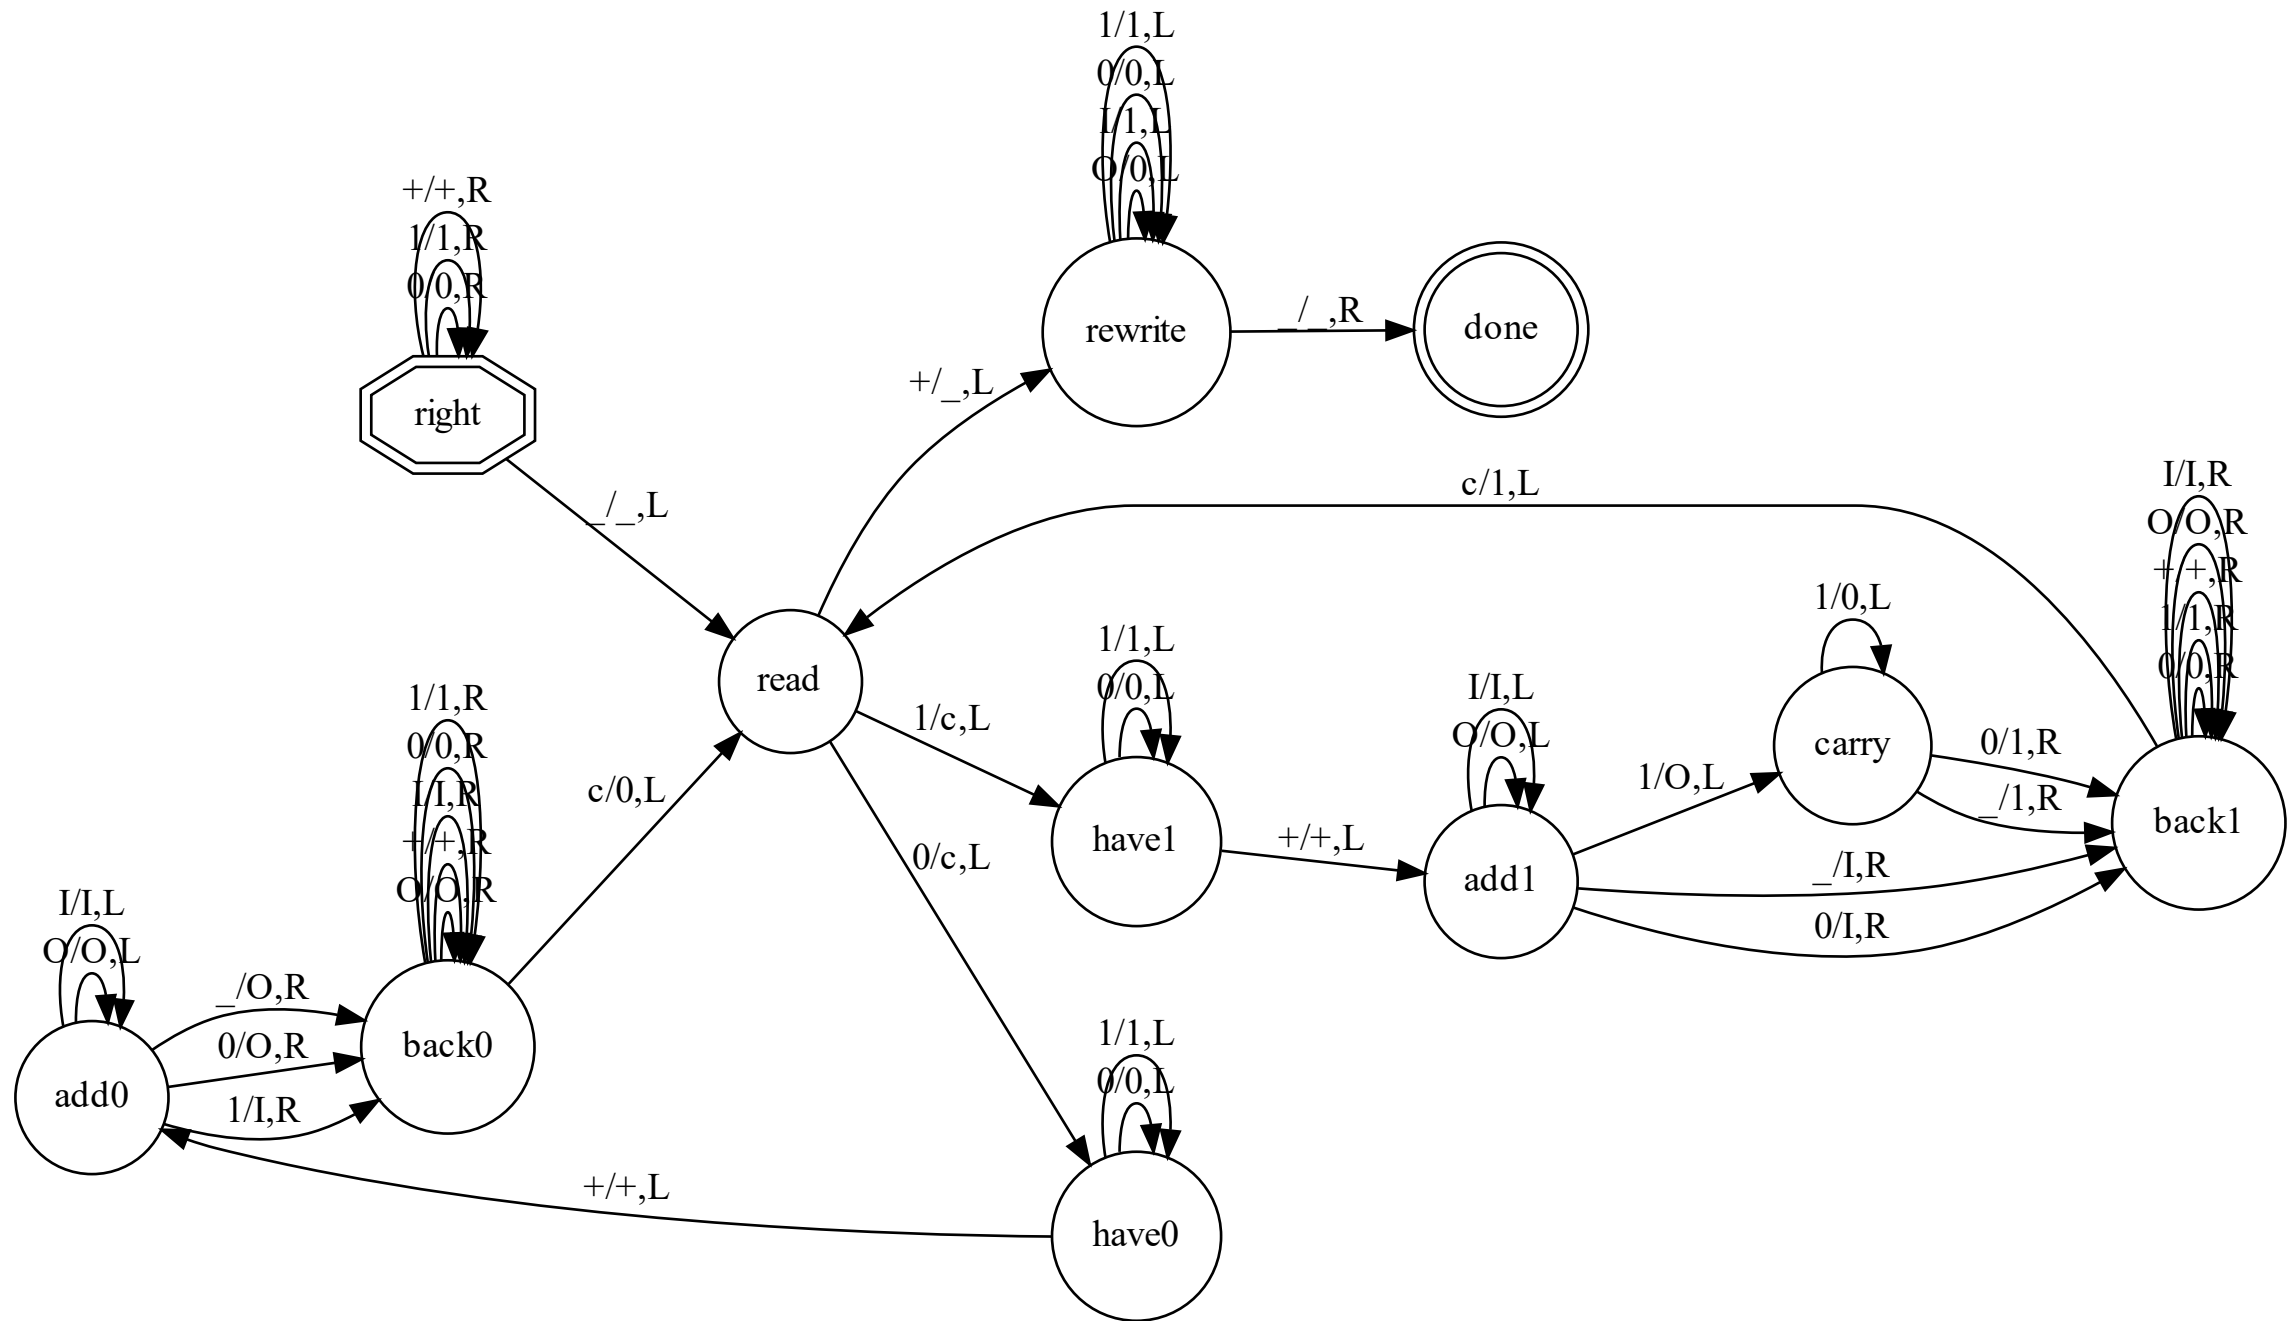 1/1,L
0/0,L
I/1,L
O/0,L
+/+,R
1/1,R
0/0,R
rewrite
_/_,R
done
right
+/_,L
_/_,L
c/1,L
I/I,R
O/O,R
+/+,R
1/1,R
0/0,R
1/0,L
1/1,L
0/0,L
read
1/c,L
I/I,L
O/O,L
carry
0/1,R
_/1,R
back1
1/1,R
0/0,R
I/I,R
+/+,R
O/O,R
c/0,L
have1
+/+,L
1/O,L
add1
_/I,R
0/I,R
0/c,L
I/I,L
O/O,L
_/O,R
0/O,R
1/I,R
back0
add0
1/1,L
0/0,L
+/+,L
have0